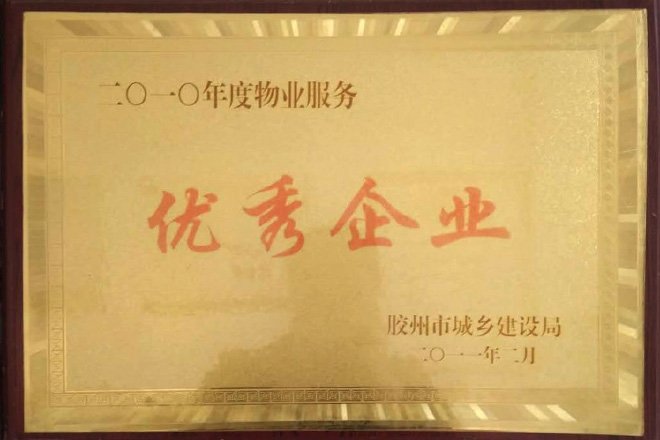 二〇一〇年度物业服务
优秀企业
胶州市城乡建设局
二〇一一年二月